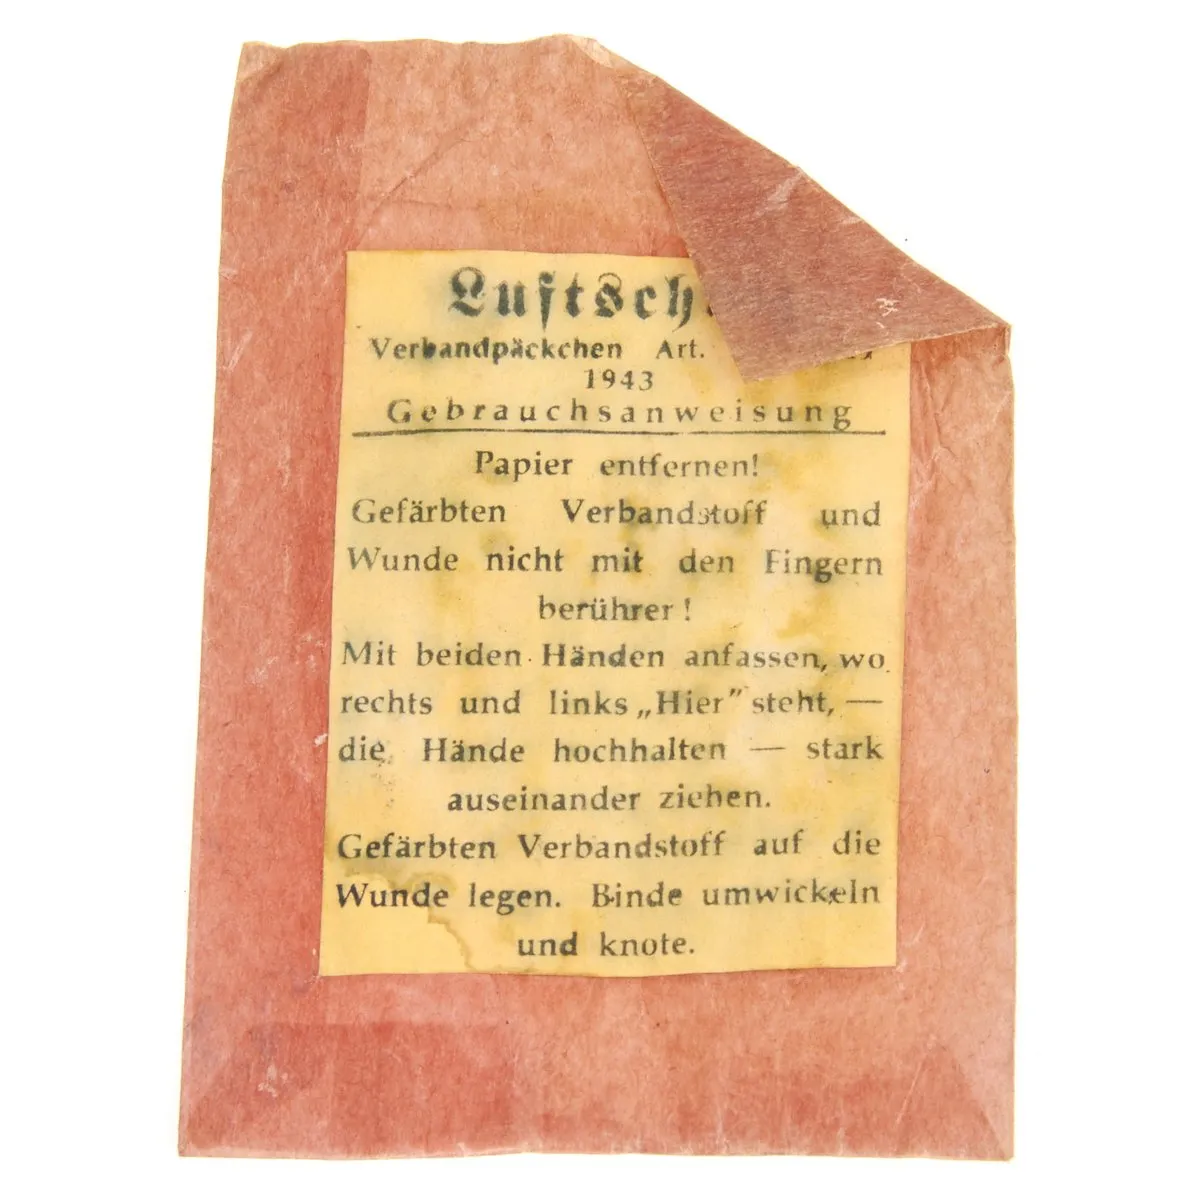 Luftsch
Verbandpäckchen Art.
1943
Gebrauchsanweisung
Papier entfernen!
Gefärbten Verbandstoff und
Wunde nicht mit den Fingern
berührer!
Mit beiden Händen anfassen, wo
rechts und links „Hier" steht, —
die Hände hochhalten — stark
auseinander ziehen.
Gefärbten Verbandstoff auf die
Wunde legen. Binde umwickeln
und knote.